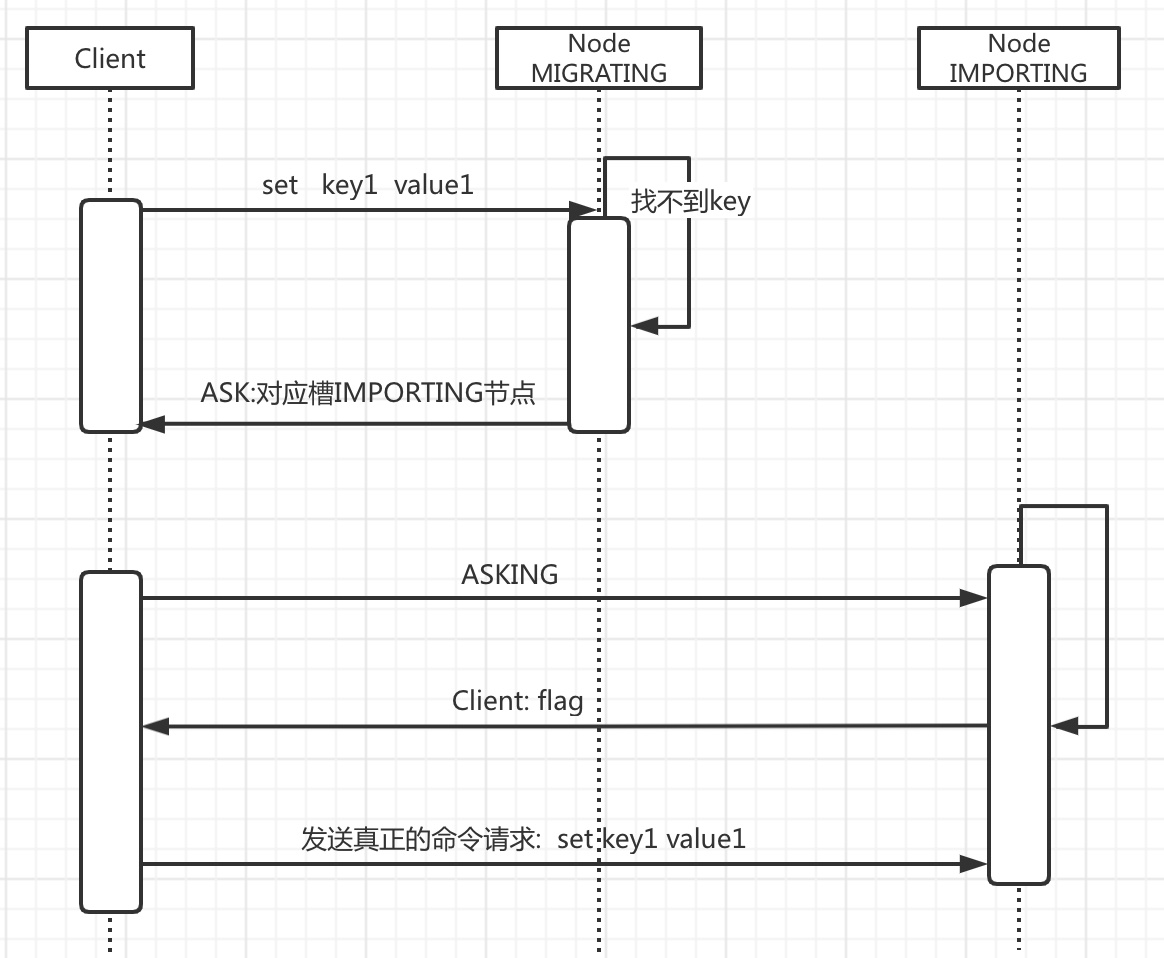 Client
Node
MIGRATING
Node
IMPORTING
set key1 value1
找不到key
ASK:对应槽IMPORTING节点
ASKING
Client: flag
发送真正的命令请求: set key1 value1